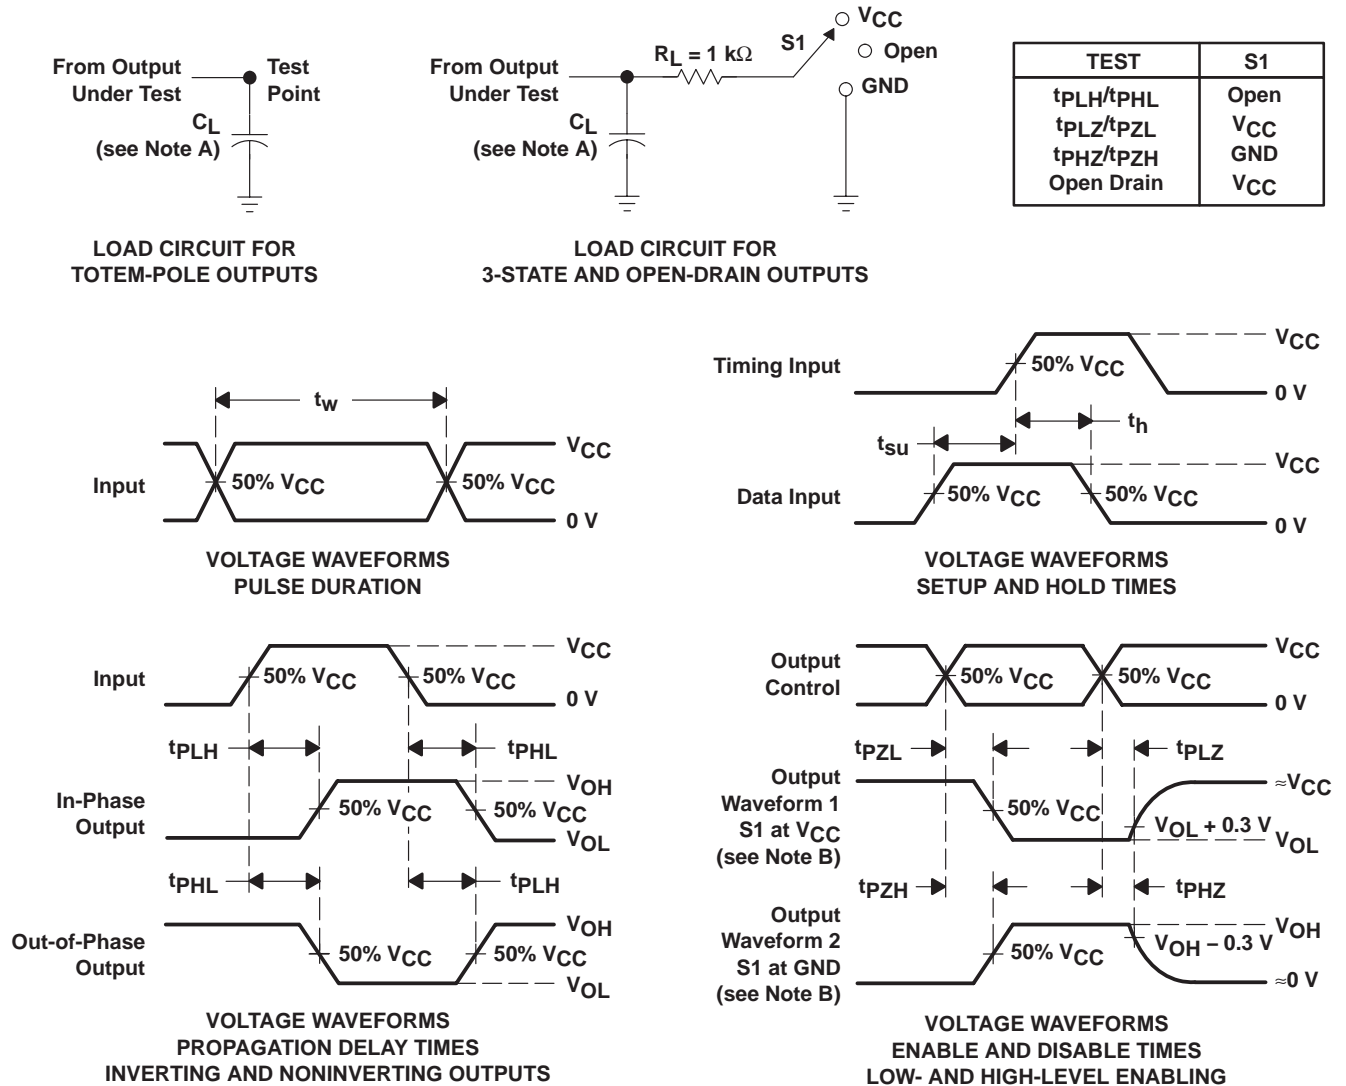 From Output
Under Test
Test
Point
CL
(see Note A)
LOAD CIRCUIT FOR
TOTEM-POLE OUTPUTS
From Output
Under Test
RL = 1 kΩ
S1
VCC
Open
GND
CL
(see Note A)
LOAD CIRCUIT FOR
3-STATE AND OPEN-DRAIN OUTPUTS
TEST S1
tPLH/tPHL Open
tPLZ/tPZL VCC
tPHZ/tPZH GND
Open Drain VCC
tw
Input
50% VCC
50% VCC
VCC
0 V
VOLTAGE WAVEFORMS
PULSE DURATION
Timing Input
50% VCC
VCC
0 V
tsu
th
Data Input
50% VCC
50% VCC
VCC
0 V
VOLTAGE WAVEFORMS
SETUP AND HOLD TIMES
Input
50% VCC
50% VCC
VCC
0 V
tPLH
tPHL
In-Phase
Output
50% VCC
50% VCC
VOH
VOL
tPHL
tPLH
Out-of-Phase
Output
50% VCC
50% VCC
VOH
VOL
VOLTAGE WAVEFORMS
PROPAGATION DELAY TIMES
INVERTING AND NONINVERTING OUTPUTS
Output
Control
50% VCC
50% VCC
VCC
0 V
tPZL
tPLZ
Output
Waveform 1
S1 at VCC
(see Note B)
50% VCC
VOL + 0.3 V
≈VCC
VOL
tPZH
tPHZ
Output
Waveform 2
S1 at GND
(see Note B)
50% VCC
VOH − 0.3 V
VOH
≈0 V
VOLTAGE WAVEFORMS
ENABLE AND DISABLE TIMES
LOW- AND HIGH-LEVEL ENABLING